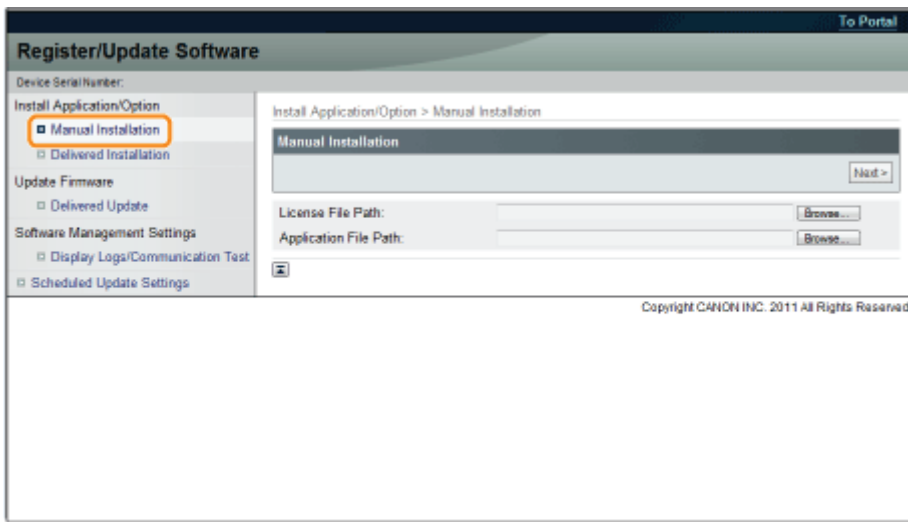 To Portal
Register/Update Software
Device Serial Number:
Install Application/Option
Manual Installation
Delivered Installation
Update Firmware
Delivered Update
Software Management Settings
Display Logs/Communication Test
Scheduled Update Settings
Install Application/Option > Manual Installation
Manual Installation
Next >
License File Path:
Browse...
Application File Path:
Browse...
Copyright CANON INC. 2011 All Rights Reserved